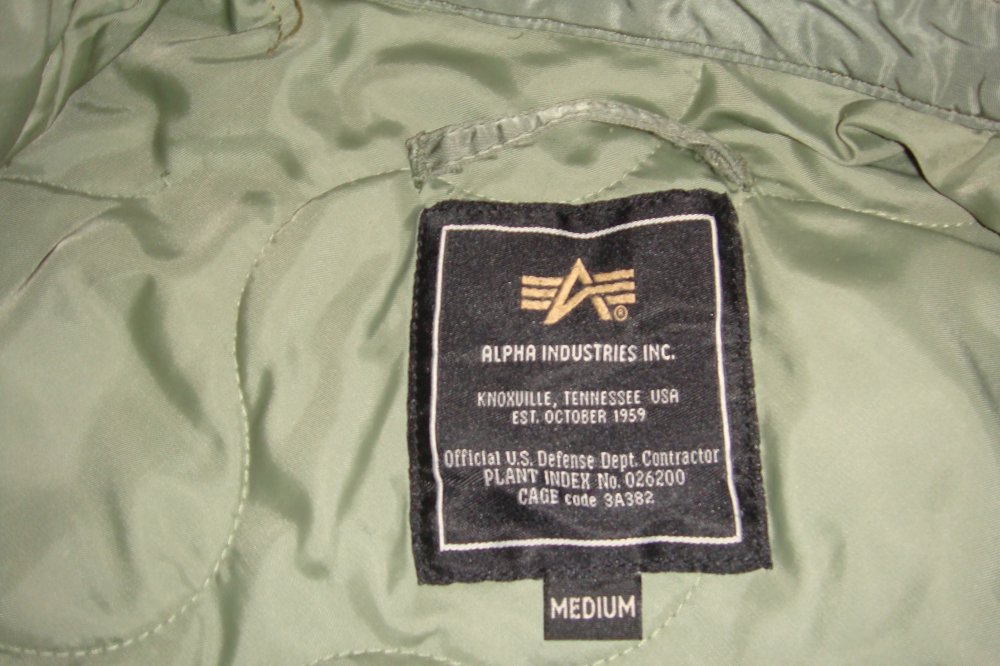 ALPHA INDUSTRIES INC.
KNOXVILLE, TENNESSEE USA
EST. OCTOBER 1959
Official U.S. Defense Dept. Contractor
PLANT INDEX No. 026200
CAGE code 3A382
MEDIUM